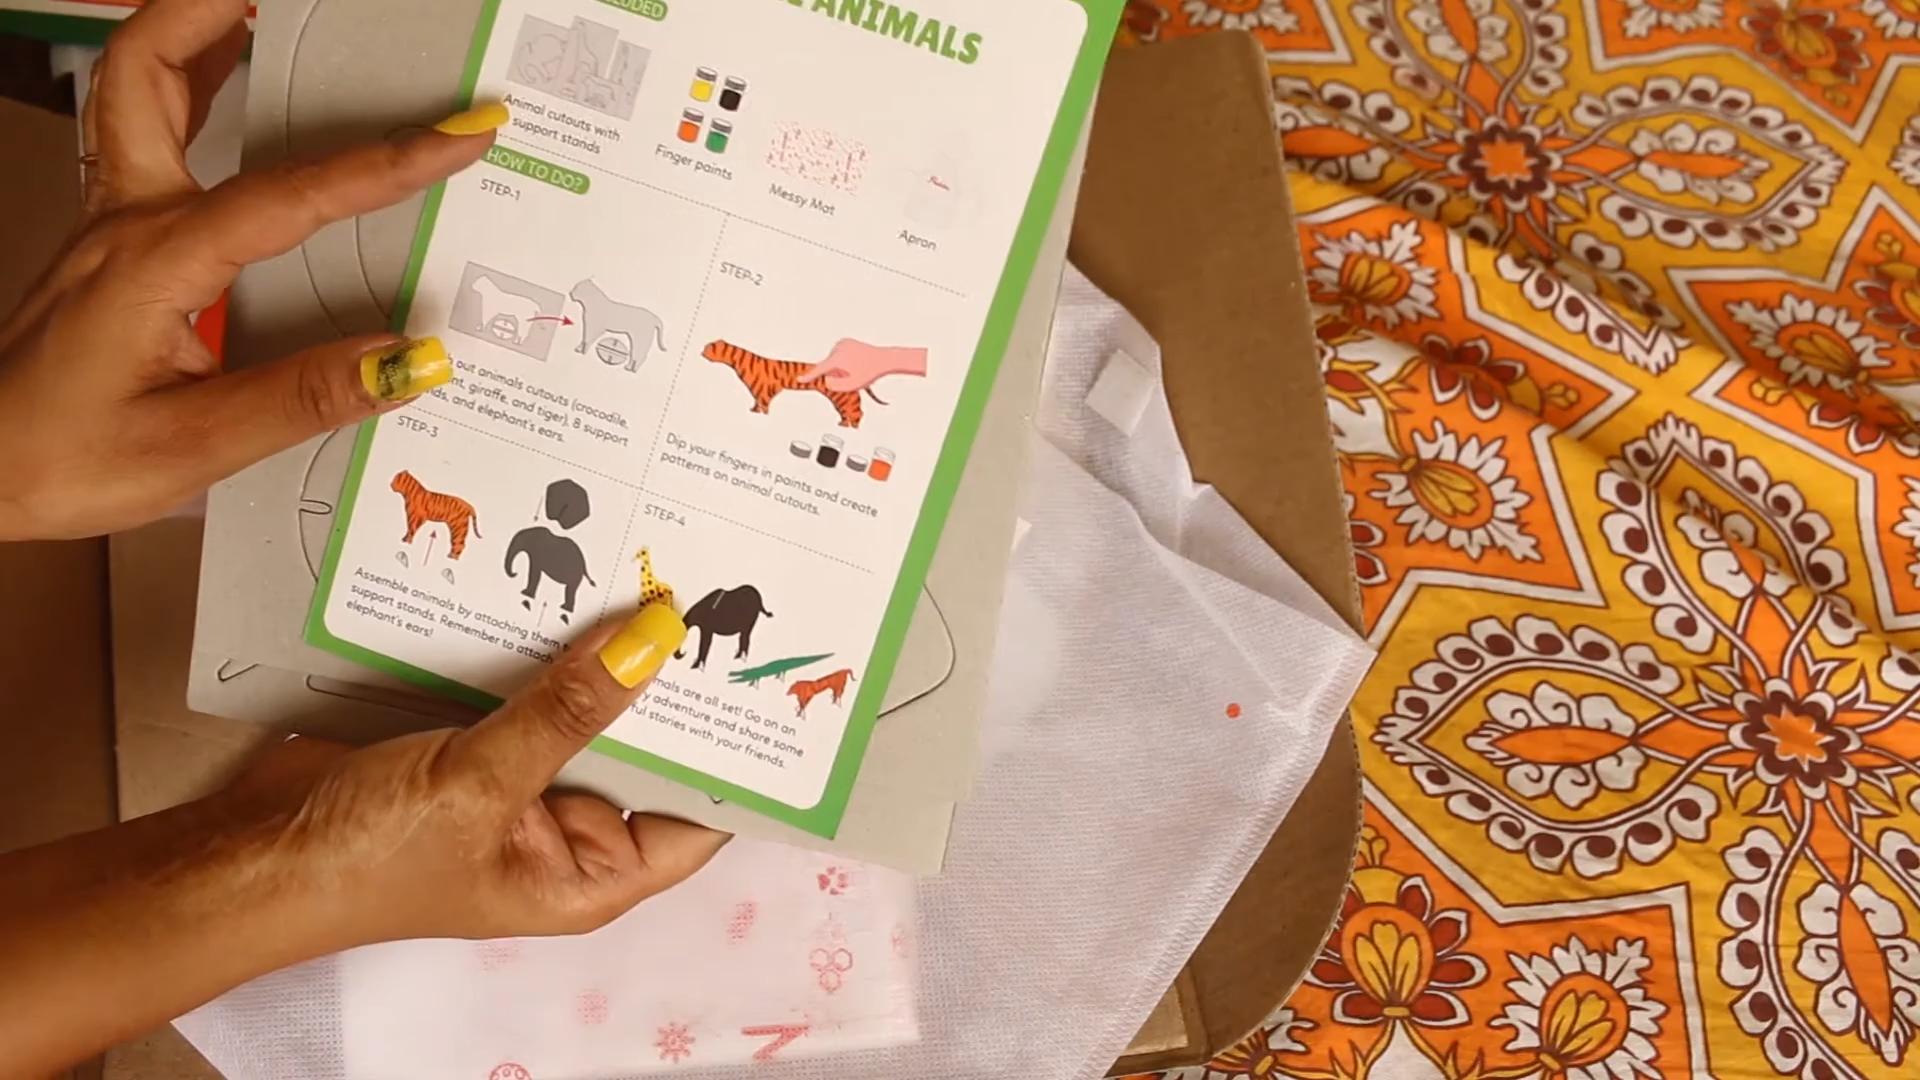 ANIMALS
Animal cutouts with
support stands
Finger paints
Messy Mat
Apron
HOW TO DO?
STEP-1
out animals cutouts (crocodile,
giraffe, and tiger), 8 support
and elephant's ears.
STEP-2
Dip your fingers in paints and create
patterns on animal cutouts.
STEP-3
Assemble animals by attaching them
support stands. Remember to attach
elephant's ears!
STEP-4
are all set! Go on an
adventure and share some
stories with your friends.